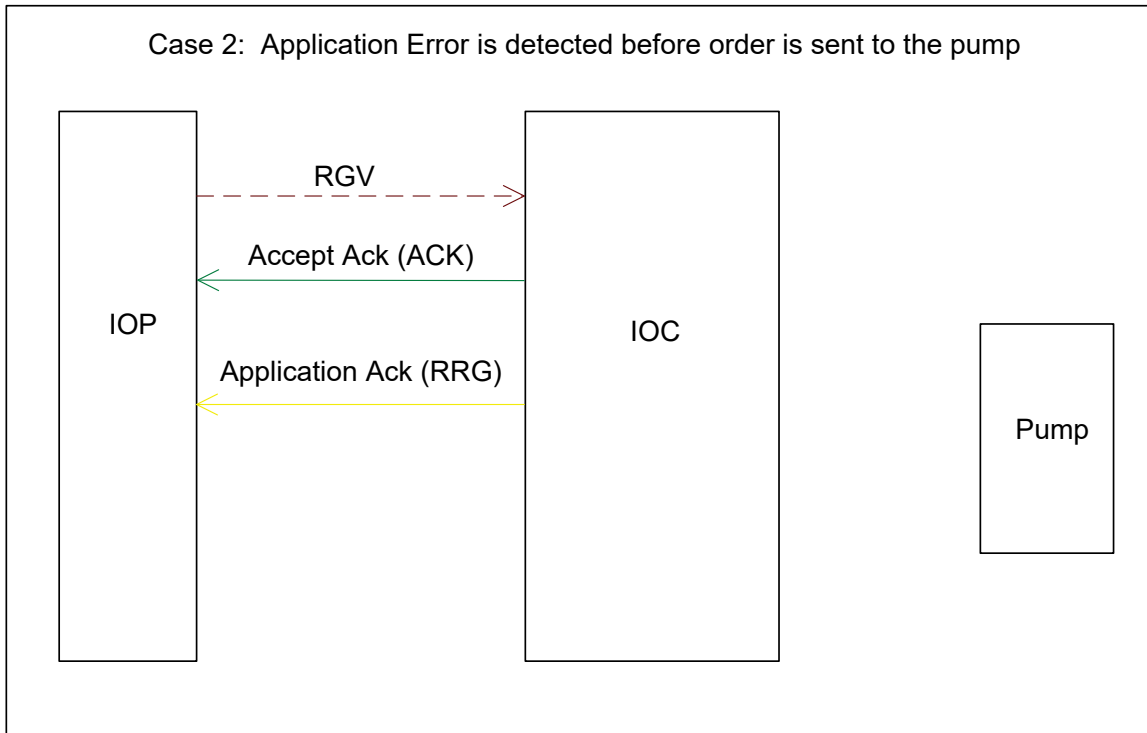 Case 2:  Application Error is detected before order is sent to the pump
RGV
Accept Ack (ACK)
IOP
IOC
Application Ack (RRG)
Pump